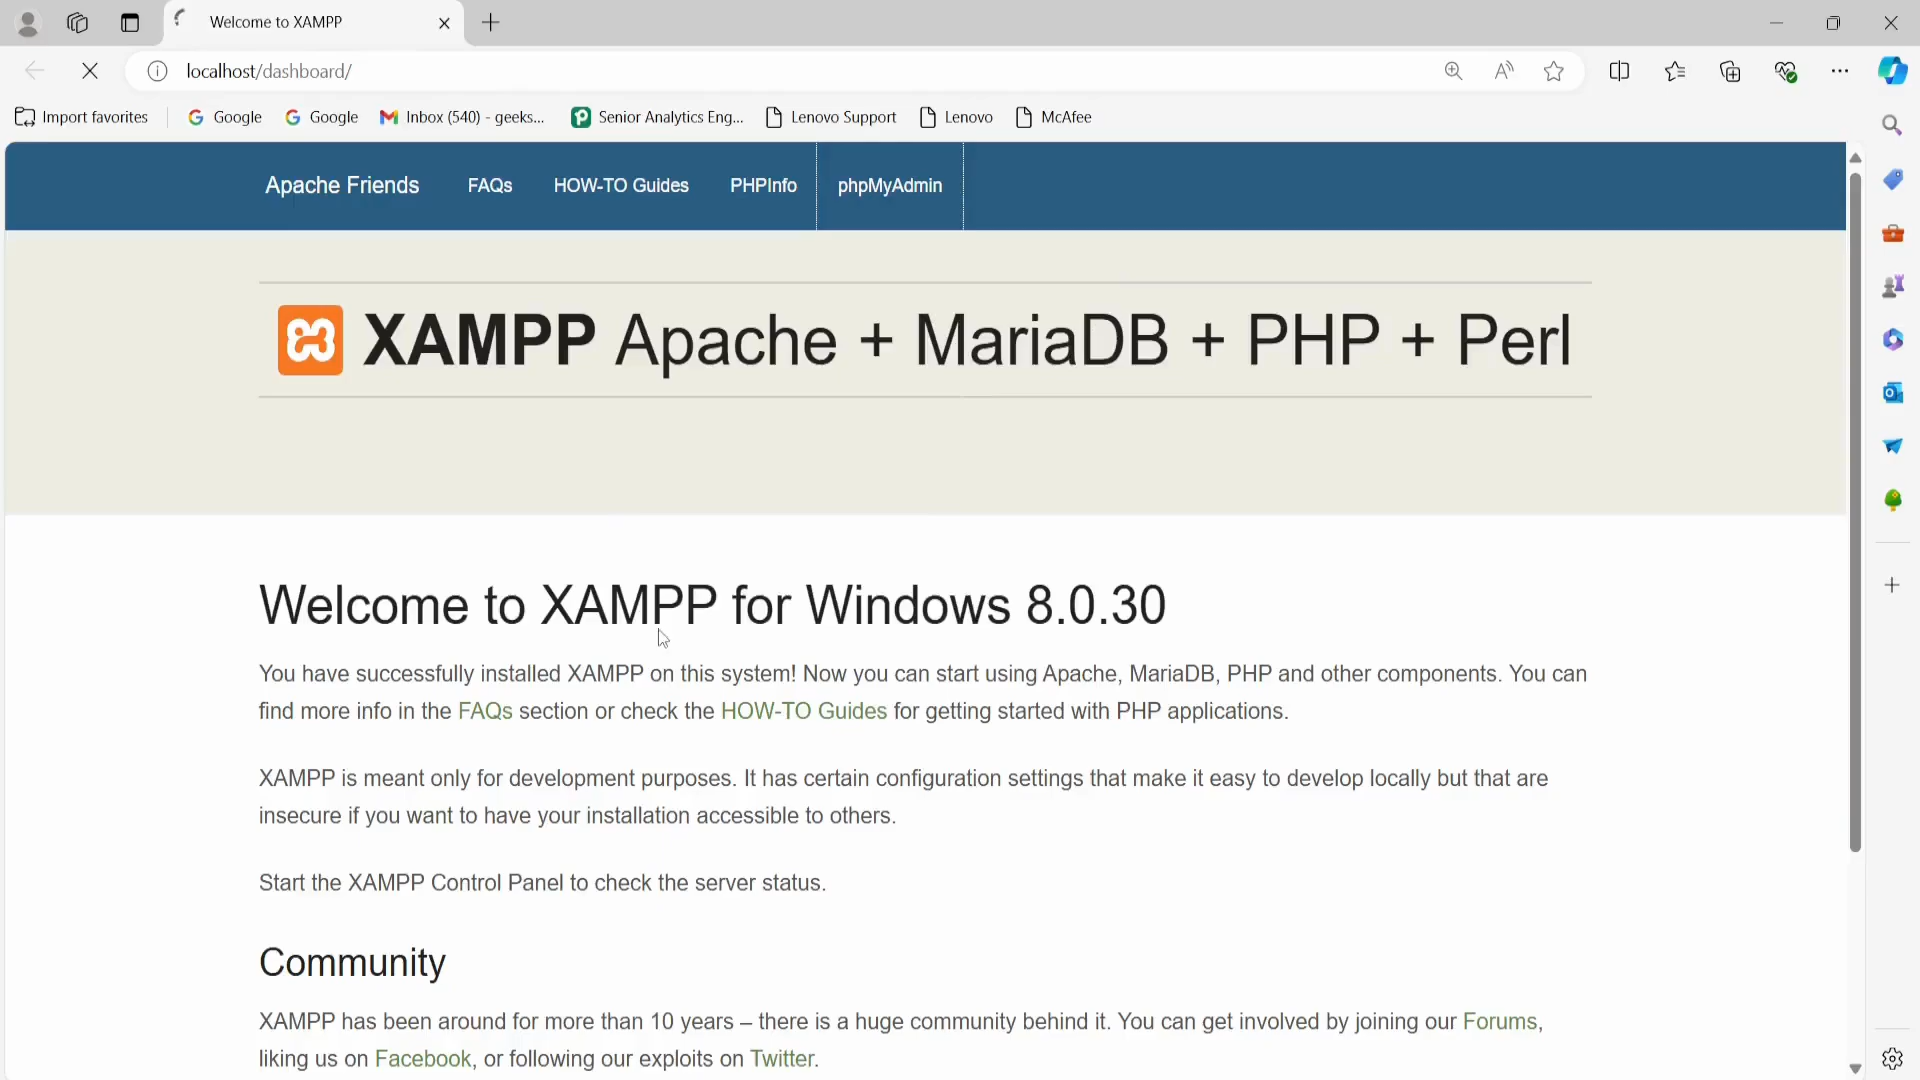 Welcome to XAMPP
localhost/dashboard/
Import favorites Google Google Inbox (540) - geeks... Senior Analytics Eng... Lenovo Support Lenovo McAfee
Apache Friends FAQs HOW-TO Guides PHPInfo phpMyAdmin
XAMPP Apache + MariaDB + PHP + Perl
Welcome to XAMPP for Windows 8.0.30
You have successfully installed XAMPP on this system! Now you can start using Apache, MariaDB, PHP and other components. You can
find more info in the FAQs section or check the HOW-TO Guides for getting started with PHP applications.
XAMPP is meant only for development purposes. It has certain configuration settings that make it easy to develop locally but that are
insecure if you want to have your installation accessible to others.
Start the XAMPP Control Panel to check the server status.
Community
XAMPP has been around for more than 10 years – there is a huge community behind it. You can get involved by joining our Forums,
liking us on Facebook, or following our exploits on Twitter.